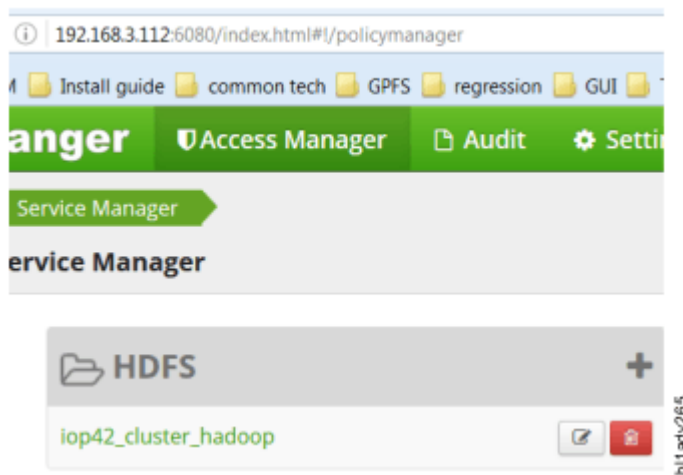 192.168.3.112:6080/index.html#!/policymanager
Install guide common tech GPFS regression GUI
anger Access Manager Audit Setti
Service Manager
ervice Manager
HDFS +
iop42_cluster_hadoop